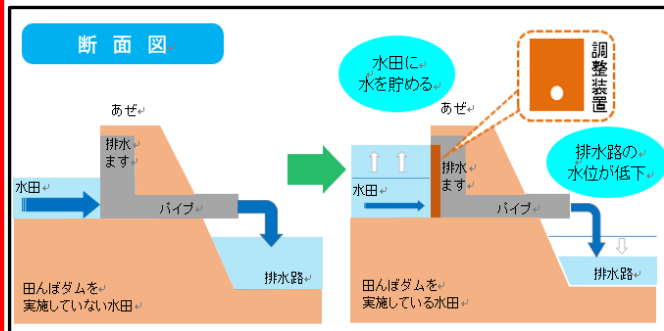 断面図
あぜ
排水
ます
水田
パイプ
排水路
田んぼダムを
実施していない水田
水田に
水を貯める
調整装置
あぜ
排水
ます
排水路の
水位が低下
水田
パイプ
排水路
田んぼダムを
実施している水田